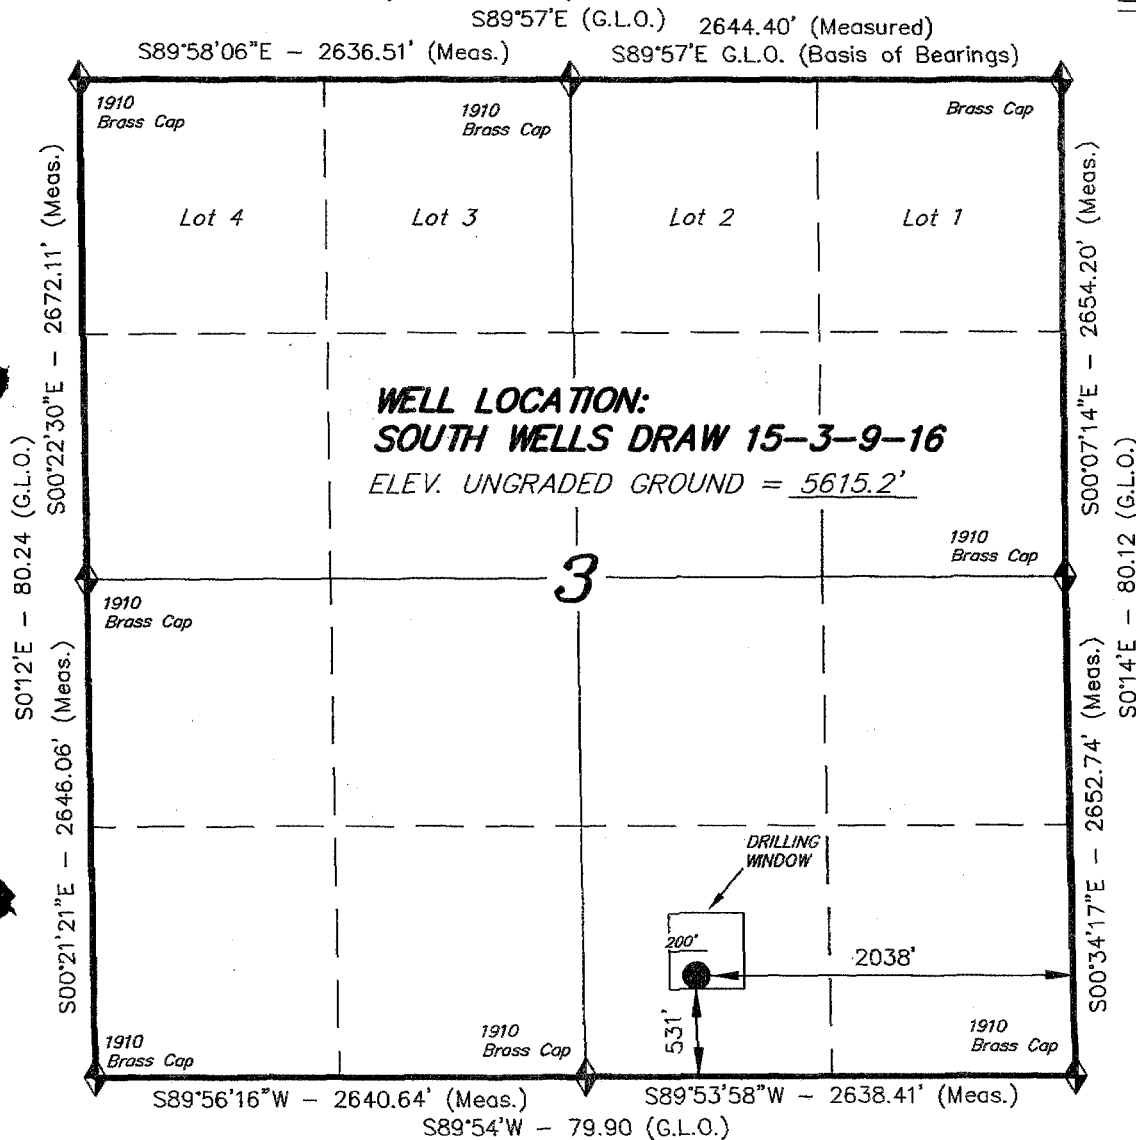 S89°57'E (G.L.O.)
2644.40' (Measured)
S89°58'06"E - 2636.51' (Meas.)
S89°57'E G.L.O. (Basis of Bearings)
1910
Brass Cap
1910
Brass Cap
Brass Cap
S00°22'30"E - 2672.11' (Meas.)
S00°07'14"E - 2654.20' (Meas.)
Lot 4
Lot 3
Lot 2
Lot 1
WELL LOCATION:
SOUTH WELLS DRAW 15-3-9-16
ELEV. UNGRADED GROUND = 5615.2'
S0°12'E - 80.24 (G.L.O.)
S0°14'E - 80.12 (G.L.O.)
1910
Brass Cap
3
1910
Brass Cap
S00°21'21"E - 2646.06' (Meas.)
S00°34'17"E - 2652.74' (Meas.)
DRILLING
WINDOW
200'
2038'
531'
1910
Brass Cap
1910
Brass Cap
1910
Brass Cap
S89°56'16"W - 2640.64' (Meas.)
S89°53'58"W - 2638.41' (Meas.)
S89°54'W - 79.90 (G.L.O.)